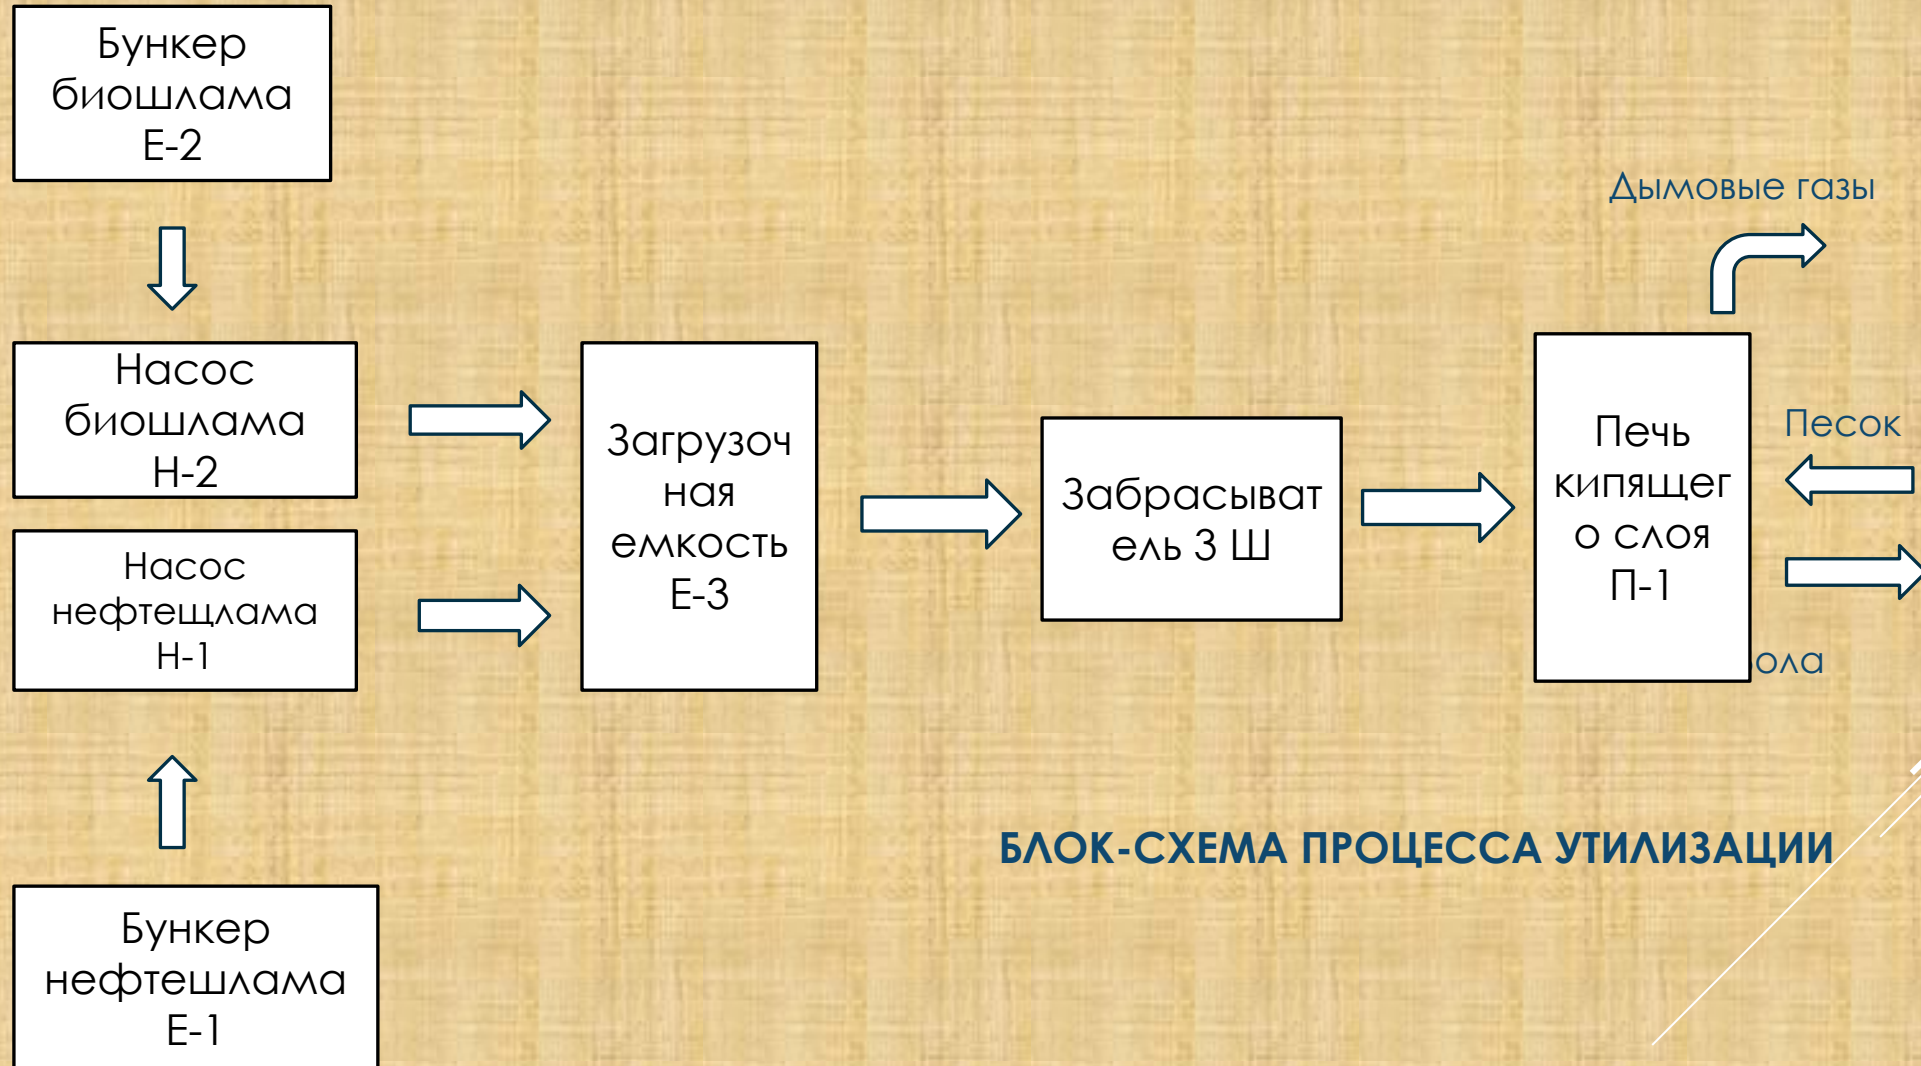 Бункер
биошлама
Е-2
Дымовые газы
Насос
биошлама
Н-2
Насос
нефтещлама
Н-1
Загрузоч
ная
емкость
Е-3
Забрасыват
ель З Ш
Печь
кипящег
о слоя
П-1
Песок
ола
БЛОК-СХЕМА ПРОЦЕССА УТИЛИЗАЦИИ
Бункер
нефтешлама
Е-1